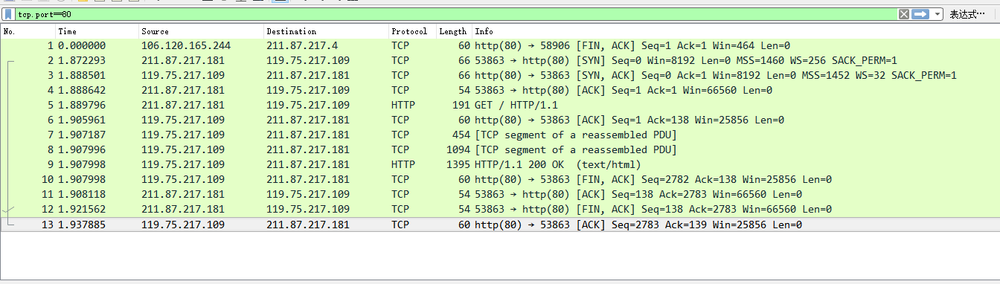 tcp.port==80 表达式…
No. Time Source Destination Protocol Length Info
1 0.000000 106.120.165.244 211.87.217.4 TCP 60 http(80) → 58906 [FIN, ACK] Seq=1 Ack=1 Win=464 Len=0
2 1.872293 211.87.217.181 119.75.217.109 TCP 66 53863 → http(80) [SYN] Seq=0 Win=8192 Len=0 MSS=1460 WS=256 SACK_PERM=1
3 1.888501 119.75.217.109 211.87.217.181 TCP 66 http(80) → 53863 [SYN, ACK] Seq=0 Ack=1 Win=8192 Len=0 MSS=1452 WS=32 SACK_PERM=1
4 1.888642 211.87.217.181 119.75.217.109 TCP 54 53863 → http(80) [ACK] Seq=1 Ack=1 Win=66560 Len=0
5 1.889796 211.87.217.181 119.75.217.109 HTTP 191 GET / HTTP/1.1
6 1.905961 119.75.217.109 211.87.217.181 TCP 60 http(80) → 53863 [ACK] Seq=1 Ack=138 Win=25856 Len=0
7 1.907187 119.75.217.109 211.87.217.181 TCP 454 [TCP segment of a reassembled PDU]
8 1.907996 119.75.217.109 211.87.217.181 TCP 1094 [TCP segment of a reassembled PDU]
9 1.907998 119.75.217.109 211.87.217.181 HTTP 1395 HTTP/1.1 200 OK (text/html)
10 1.907998 119.75.217.109 211.87.217.181 TCP 60 http(80) → 53863 [FIN, ACK] Seq=2782 Ack=138 Win=25856 Len=0
11 1.908118 211.87.217.181 119.75.217.109 TCP 54 53863 → http(80) [ACK] Seq=138 Ack=2783 Win=66560 Len=0
12 1.921562 211.87.217.181 119.75.217.109 TCP 54 53863 → http(80) [FIN, ACK] Seq=138 Ack=2783 Win=66560 Len=0
13 1.937885 119.75.217.109 211.87.217.181 TCP 60 http(80) → 53863 [ACK] Seq=2783 Ack=139 Win=25856 Len=0